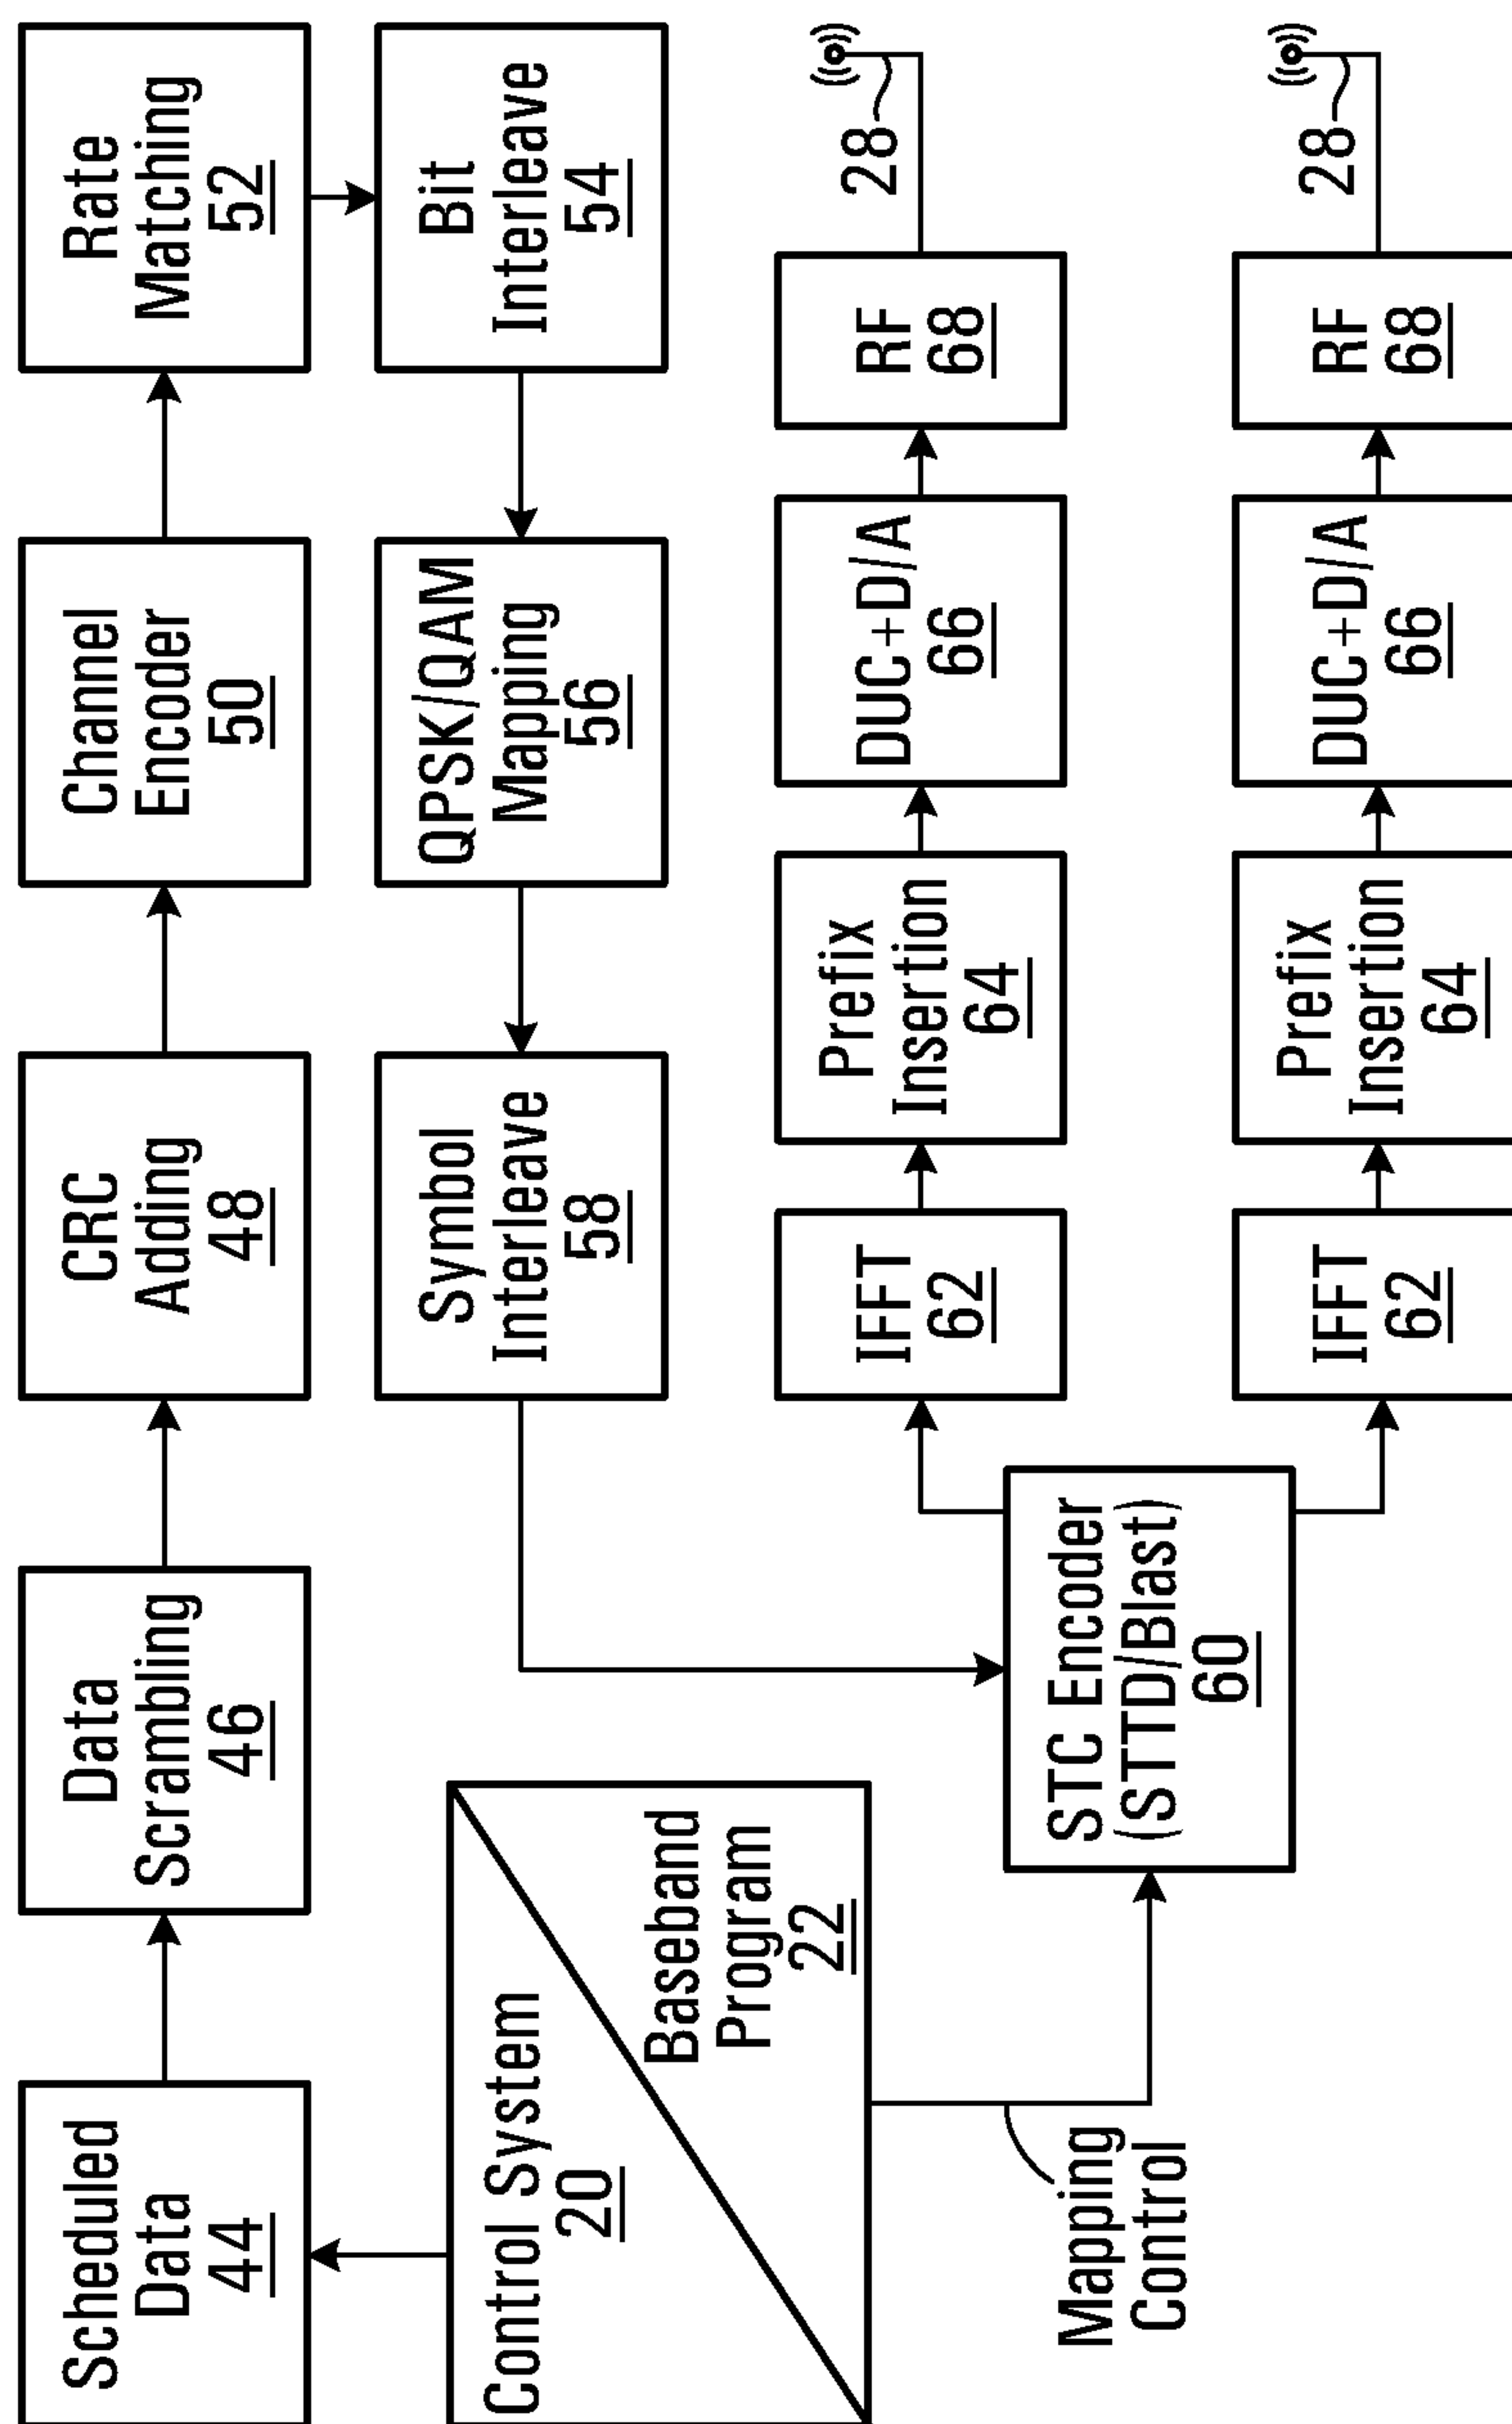 Scheduled
Data
44
Data
Scrambling
46
CRC
Adding
48
Channel
Encoder
50
Rate
Matching
52
Control System
20
Baseband
Program
22
Symbol
Interleave
58
QPSK/QAM
Mapping
56
Bit
Interleave
54
Mapping
Control
STC Encoder
(STTD/Blast)
60
IFFT
62
Prefix
Insertion
64
DUC+D/A
66
RF
68
28
IFFT
62
Prefix
Insertion
64
DUC+D/A
66
RF
68
28